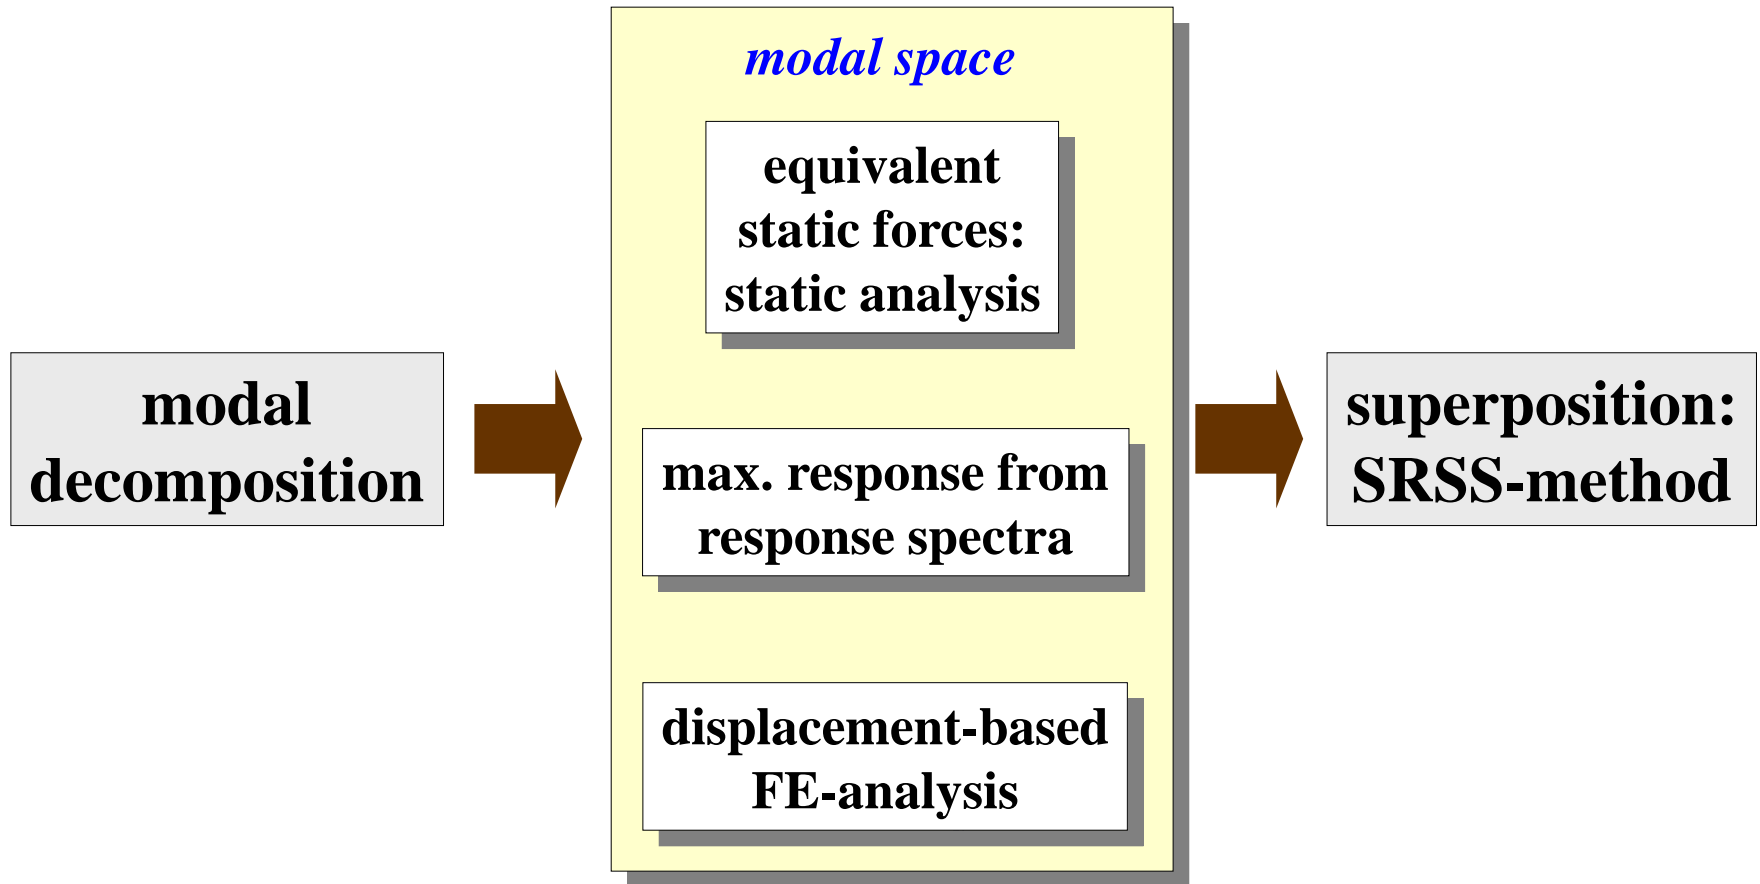 modal
decomposition
modal space
equivalent
static forces:
static analysis
max. response from
response spectra
displacement-based
FE-analysis
superposition:
SRSS-method